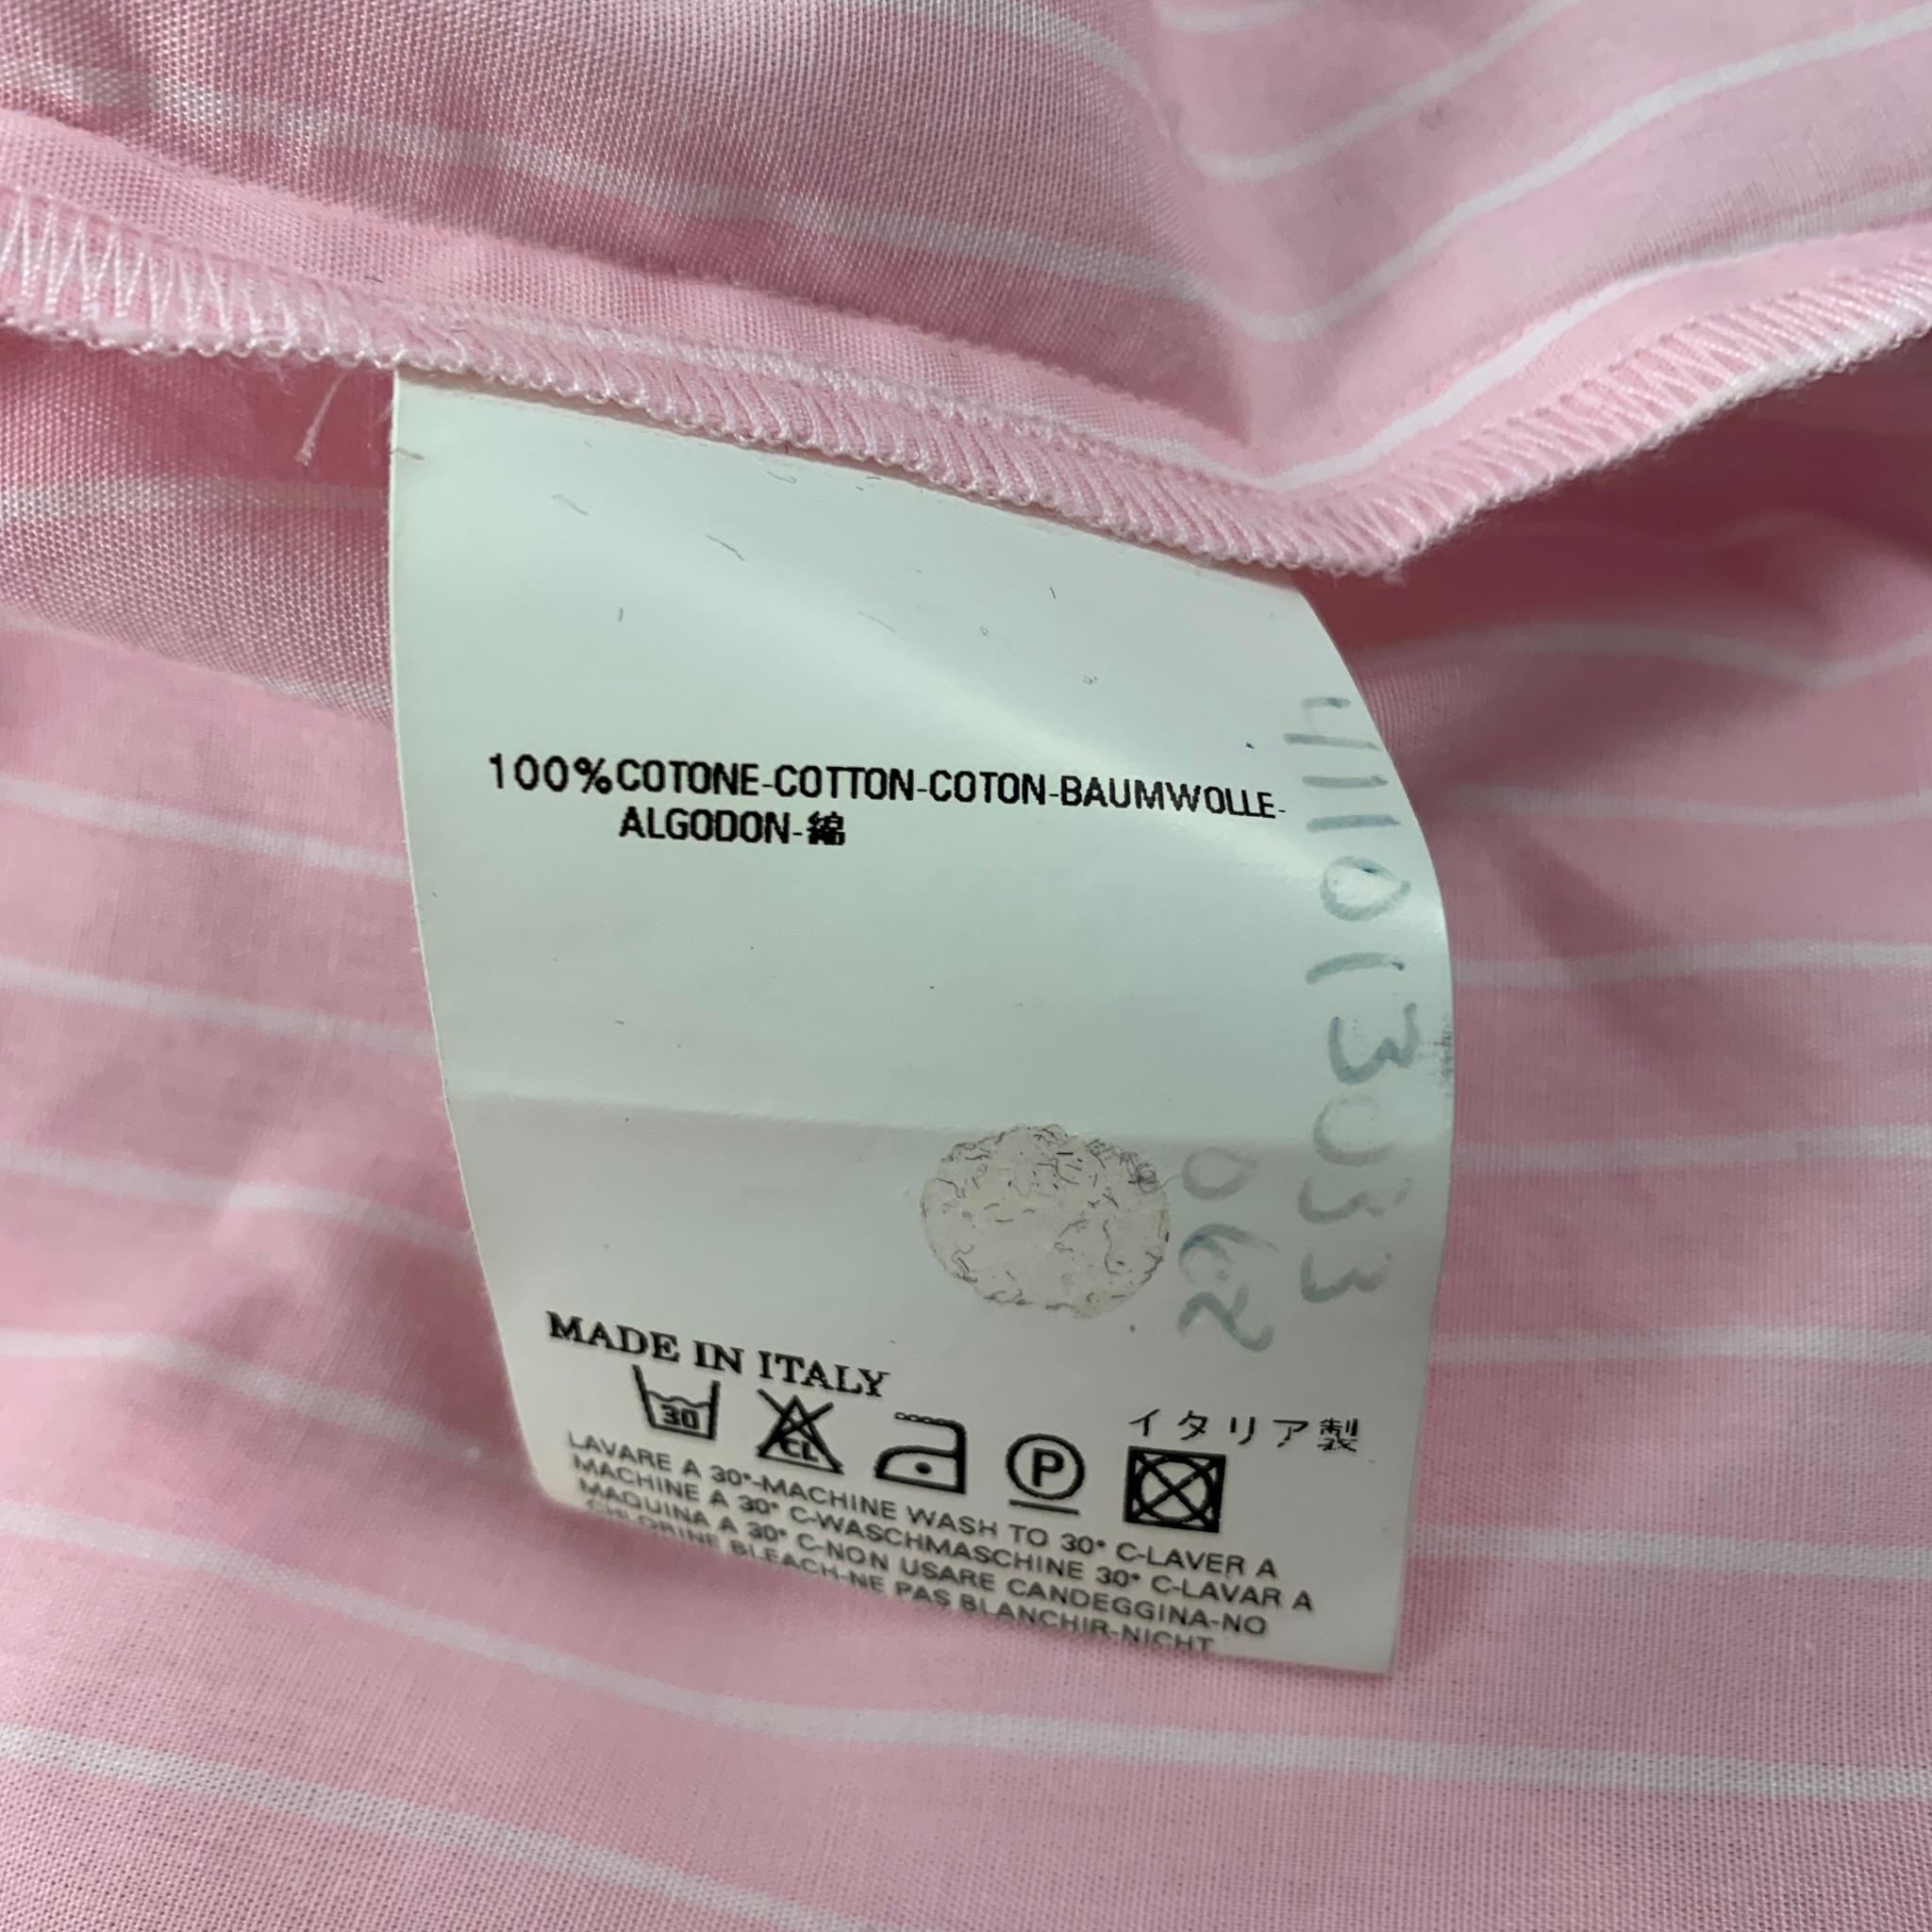 100%COTONE-COTTON-COTON-BAUMWOLLE-
ALGODON-綿
411013033
062
MADE IN ITALY
イタリア製
30
CL
P
LAVARE A 30°-MACHINE WASH TO 30° C-LAVER A
MACHINE A 30° C-WASCHMASCHINE 30° C-LAVAR A
MAQUINA A 30° C-NON USARE CANDEGGINA-NO
CHLORINE BLEACH-NE PAS BLANCHIR-NICHT